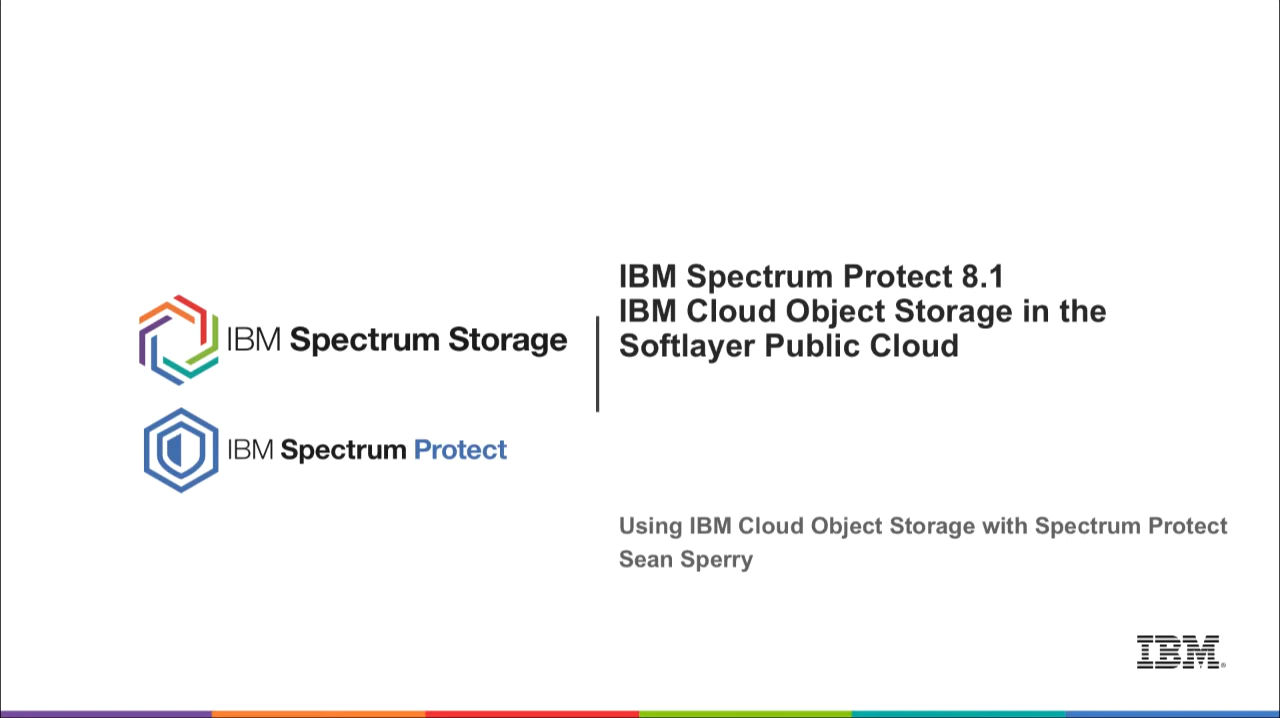 IBM Spectrum Storage
IBM Spectrum Protect
IBM Spectrum Protect 8.1
IBM Cloud Object Storage in the
Softlayer Public Cloud
Using IBM Cloud Object Storage with Spectrum Protect
Sean Sperry
IBM®